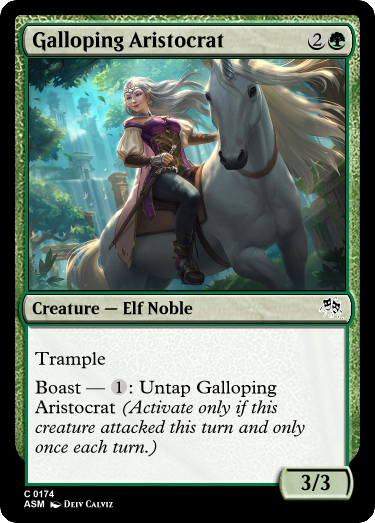 Galloping Aristocrat 2
Creature — Elf Noble
Trample
Boast — 1: Untap Galloping
Aristocrat (Activate only if this
creature attacked this turn and only
once each turn.)
3/3
C 0174
ASM Deiv Calviz